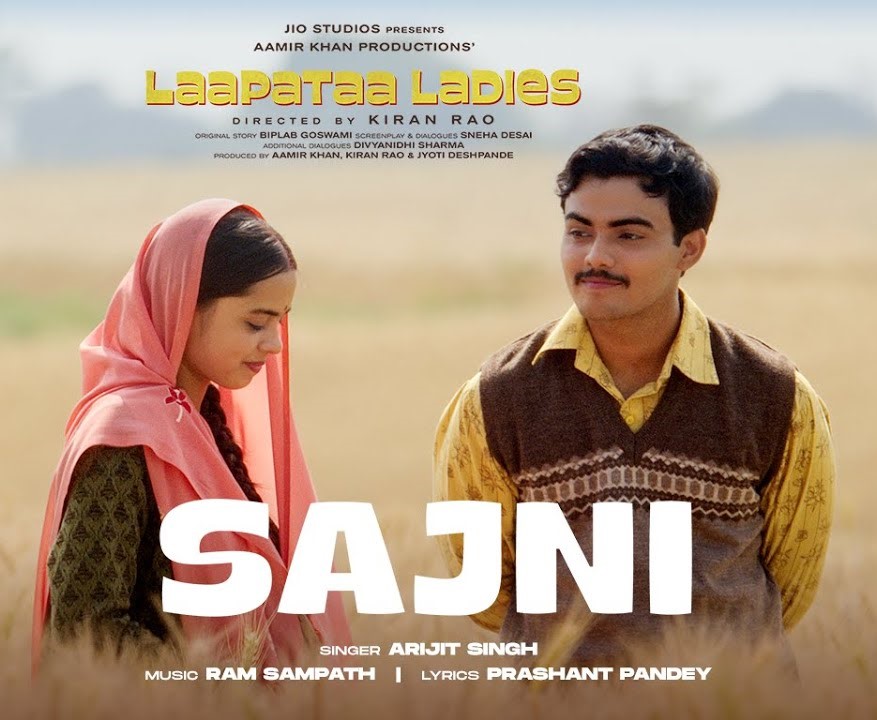 JIO STUDIOS PRESENTS
AAMIR KHAN PRODUCTIONS'
LaaPaTaa LaDIes
DIRECTED BY KIRAN RAO
ORIGINAL STORY BIPLAB GOSWAMI SCREENPLAY & DIALOGUES SNEHA DESAI
ADDITIONAL DIALOGUES DIVYANIDHI SHARMA
PRODUCED BY AAMIR KHAN, KIRAN RAO & JYOTI DESHPANDE
SAJNI
SINGER ARIJIT SINGH
MUSIC RAM SAMPATH | LYRICS PRASHANT PANDEY